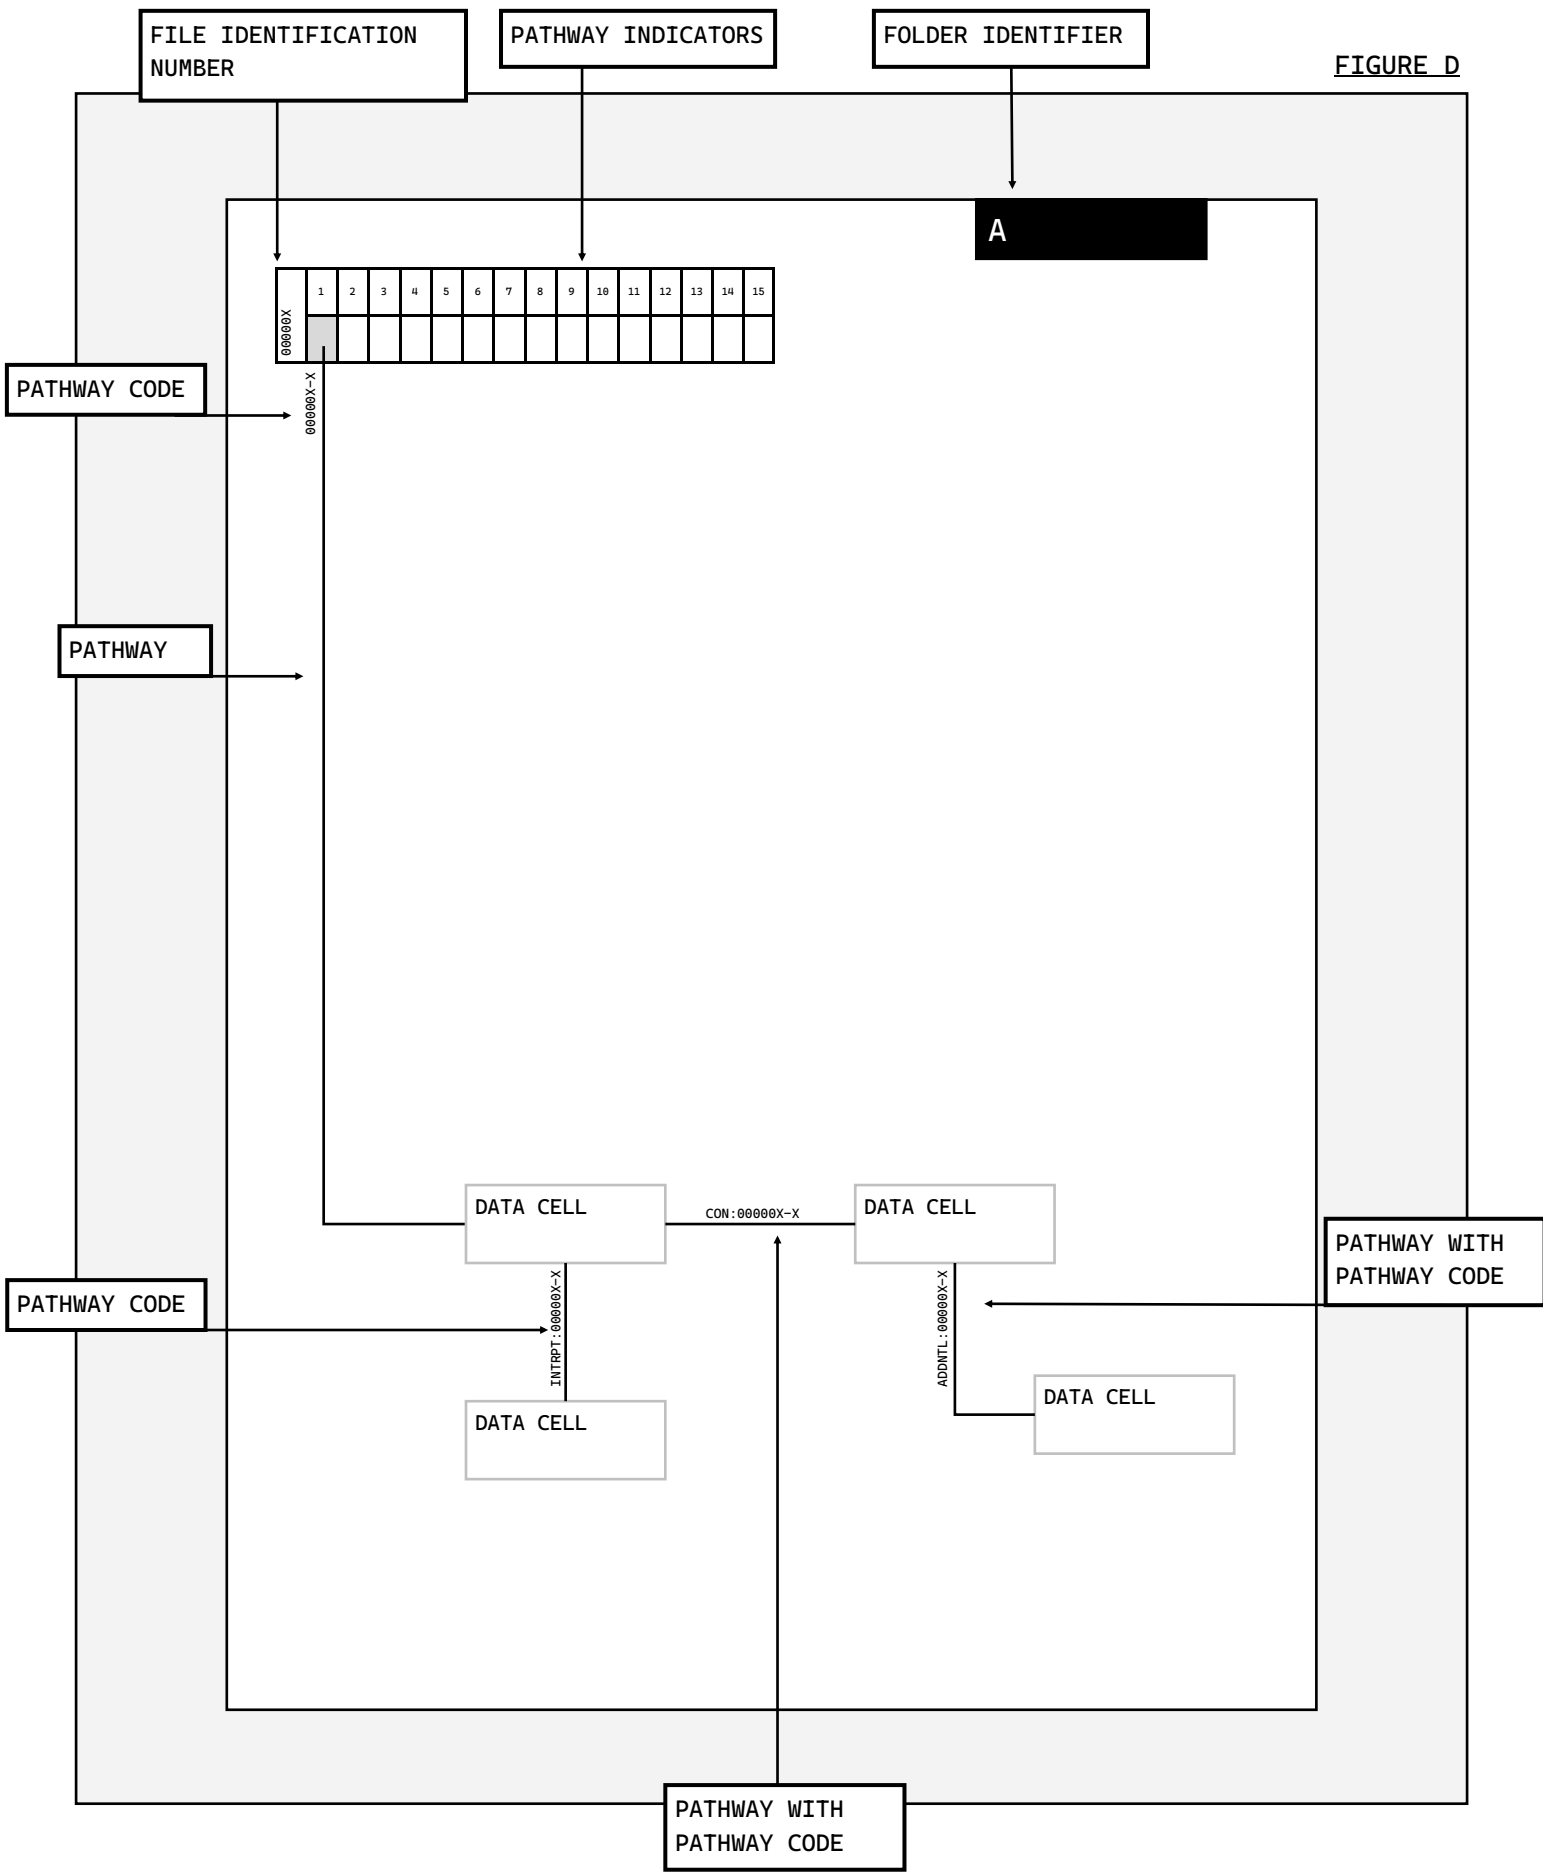 FILE IDENTIFICATION
NUMBER
PATHWAY INDICATORS
FOLDER IDENTIFIER
FIGURE D
A
00000X
1 2 3 4 5 6 7 8 9 10 11 12 13 14 15
PATHWAY CODE
00000X-X
PATHWAY
DATA CELL
CON:00000X-X
DATA CELL
PATHWAY WITH
PATHWAY CODE
PATHWAY CODE
INTRPT:00000X-X
ADDNTL:00000X-X
DATA CELL
DATA CELL
PATHWAY WITH
PATHWAY CODE